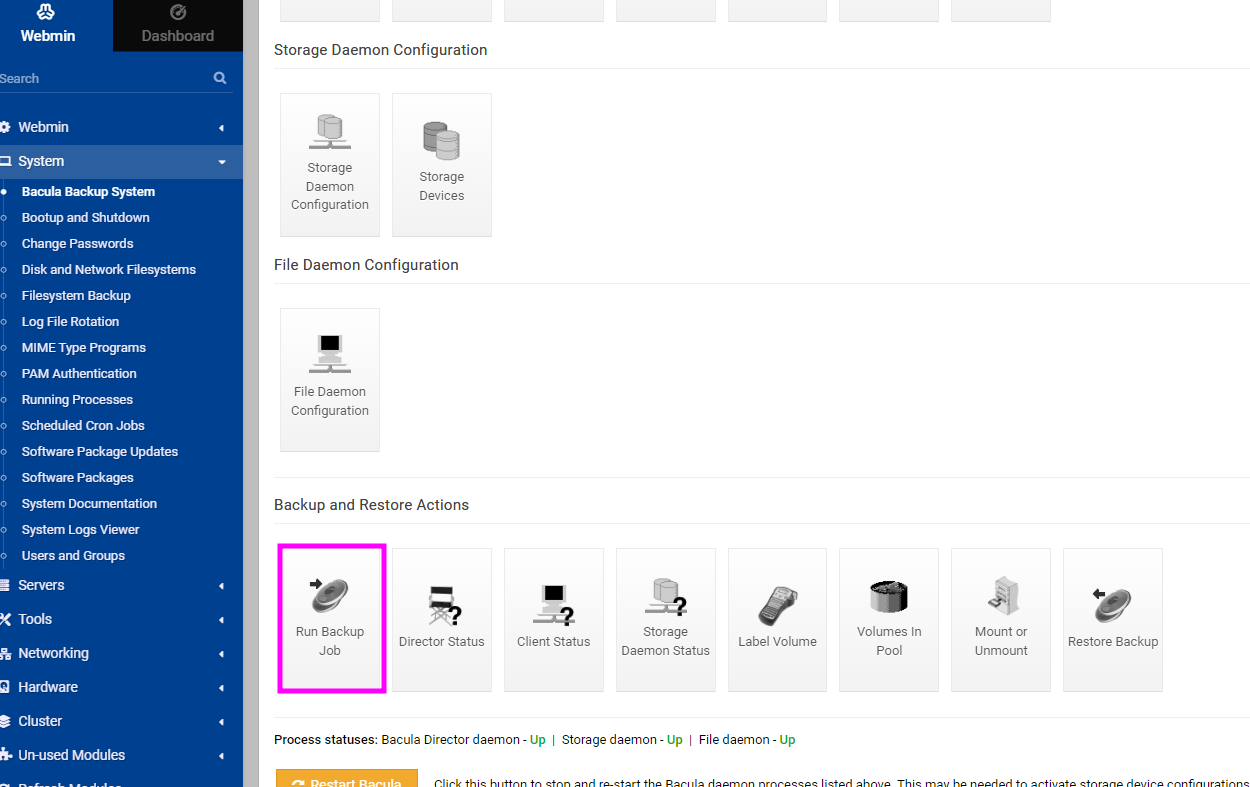 Webmin
Dashboard
Search
Webmin
System
Bacula Backup System
Bootup and Shutdown
Change Passwords
Disk and Network Filesystems
Filesystem Backup
Log File Rotation
MIME Type Programs
PAM Authentication
Running Processes
Scheduled Cron Jobs
Software Package Updates
Software Packages
System Documentation
System Logs Viewer
Users and Groups
Servers
Tools
Networking
Hardware
Cluster
Un-used Modules
Refresh Modules
Storage Daemon Configuration
Storage
Daemon
Configuration
Storage
Devices
File Daemon Configuration
File Daemon
Configuration
Backup and Restore Actions
Run Backup
Job
Director Status
Client Status
Storage
Daemon Status
Label Volume
Volumes In
Pool
Mount or
Unmount
Restore Backup
Process statuses: Bacula Director daemon - Up | Storage daemon - Up | File daemon - Up
Restart Bacula
Click this button to stop and re-start the Bacula daemon processes listed above. This may be needed to activate storage device configurations